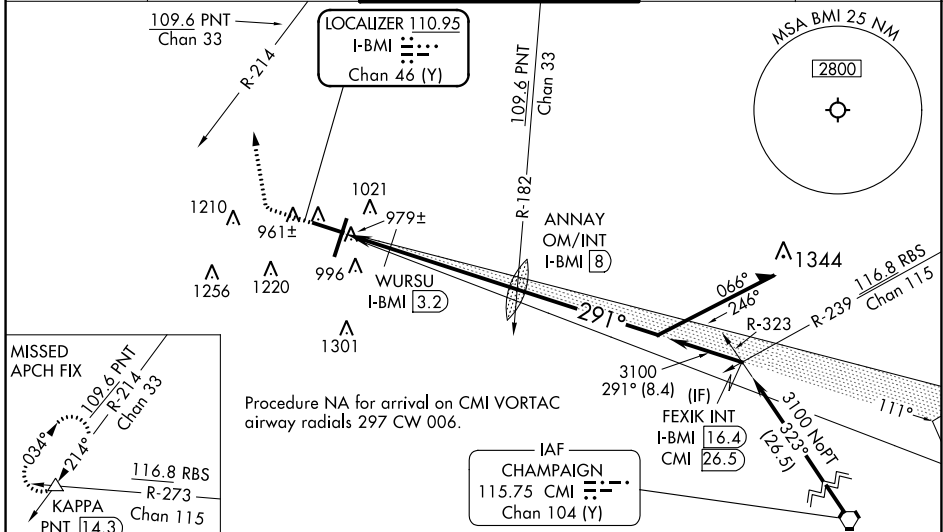 109.6 PNT
Chan 33
R-214
LOCALIZER 110.95
I-BMI
Chan 46 (Y)
109.6 PNT
Chan 33
R-182
MSA BMI 25 NM
2800
1210
961±
1021
979±
1256
1220
996
WURSU
I-BMI 3.2
1301
ANNAY
OM/INT
I-BMI 8
1344
066°
246°
291°
116.8 RBS
Chan 115
R-239
R-323
3100
291° (8.4)
(IF)
FEXIK INT
I-BMI 16.4
CMI 26.5
3100 NoPT
323°
(26.5)
111°
Procedure NA for arrival on CMI VORTAC
airway radials 297 CW 006.
IAF
CHAMPAIGN
115.75 CMI
Chan 104 (Y)
MISSED
APCH FIX
109.6 PNT
R-214
Chan 33
034°
214°
116.8 RBS
R-273
Chan 115
KAPPA
PNT 14.3